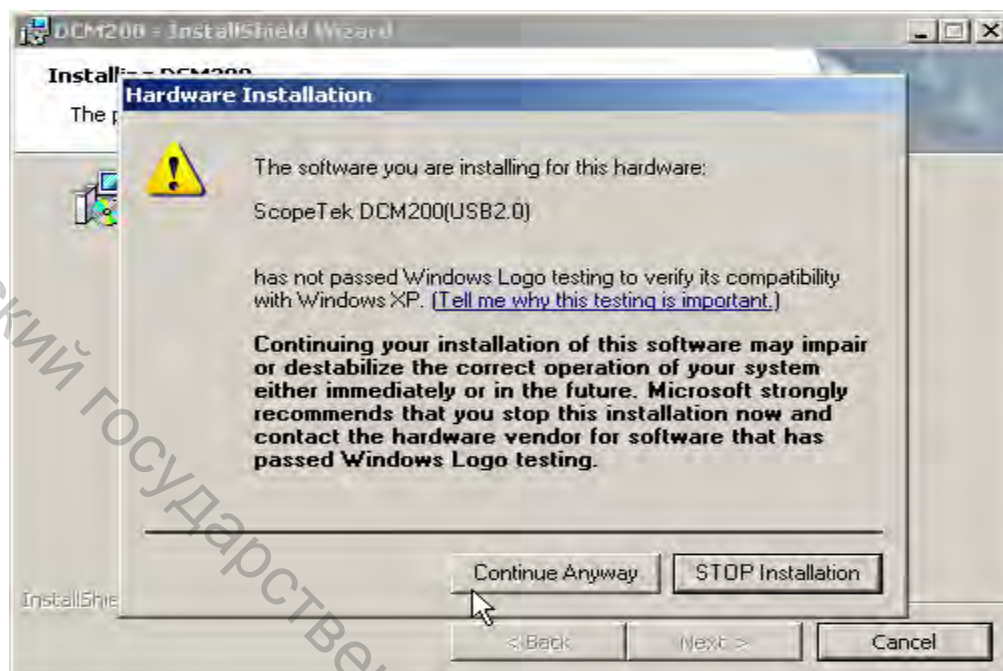 DCM200 - InstallShield Wizard
Hardware Installation
The
The software you are installing for this hardware:
ScopeTek DCM200(USB2.0)
has not passed Windows Logo testing to verify its compatibility
with Windows XP. (Tell me why this testing is important.)
Continuing your installation of this software may impair
or destabilize the correct operation of your system
either immediately or in the future. Microsoft strongly
recommends that you stop this installation now and
contact the hardware vendor for software that has
passed Windows Logo testing.
Continue Anyway
STOP Installation
< Back
Next >
Cancel